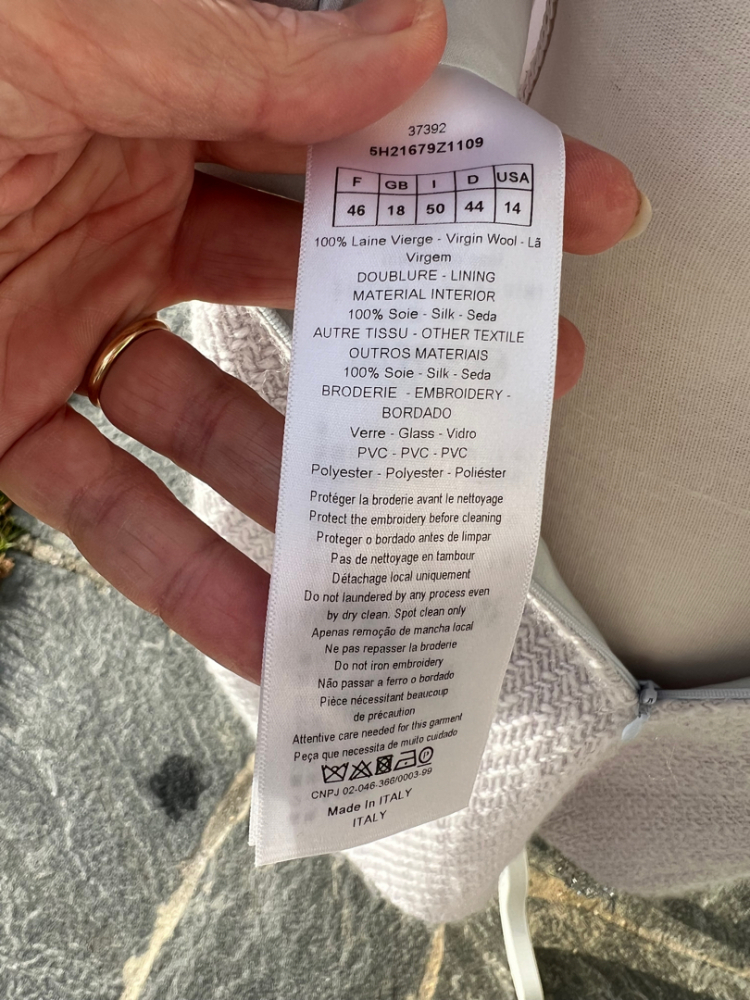 37392
5H21679Z1109
F GB I D USA
46 18 50 44 14
100% Laine Vierge - Virgin Wool - Lã
Virgem
DOUBLURE - LINING
MATERIAL INTERIOR
100% Soie - Silk - Seda
AUTRE TISSU - OTHER TEXTILE
OUTROS MATERIAIS
100% Soie - Silk - Seda
BRODERIE - EMBROIDERY -
BORDADO
Verre - Glass - Vidro
PVC - PVC - PVC
Polyester - Polyester - Poliéster
Protéger la broderie avant le nettoyage
Protect the embroidery before cleaning
Proteger o bordado antes de limpar
Pas de nettoyage en tambour
Détachage local uniquement
Do not laundered by any process even
by dry clean. Spot clean only
Apenas remoção de mancha local
Ne pas repasser la broderie
Do not iron embroidery
Não passar a ferro o bordado
Pièce nécessitant beaucoup
de précaution
Attentive care needed for this garment
Peça que necessita de muito cuidado
CNPJ 02-046-366/0003-99
Made In ITALY
ITALY